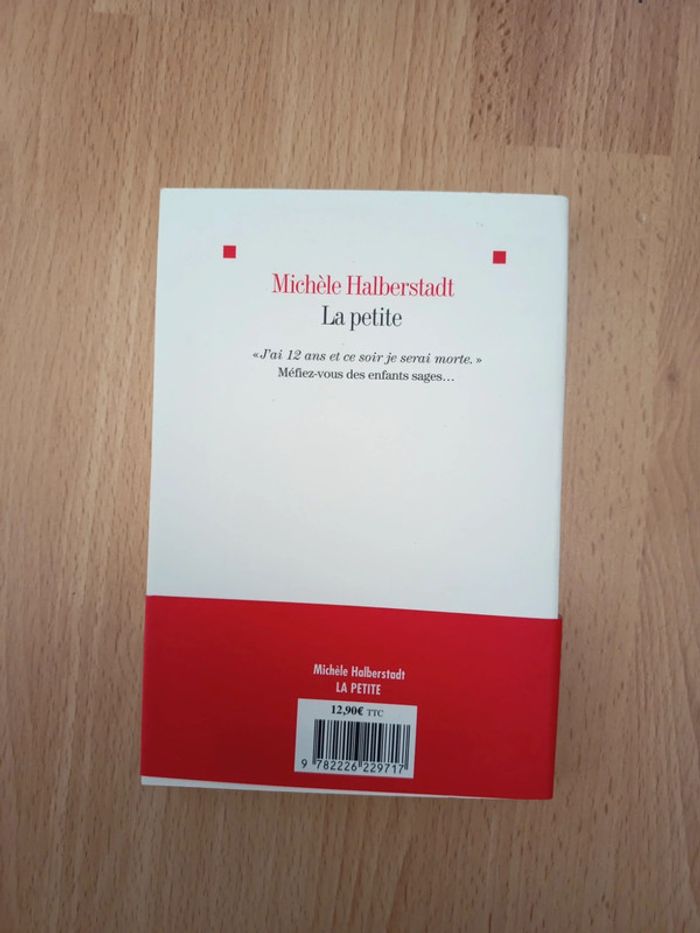 Michèle Halberstadt
La petite
« J'ai 12 ans et ce soir je serai morte. »
Méfiez-vous des enfants sages…
Michèle Halberstadt
LA PETITE
12,90€ TTC
9 782226 229717